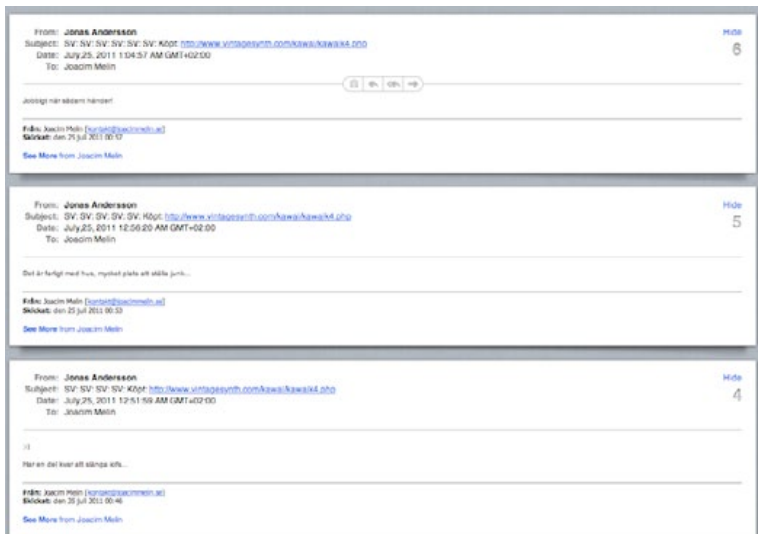 From: Jonas Andersson
Hide
Subject: SV: SV: SV: SV: SV: Köpt: http://www.vintagesynth.com/kawai/kawaik4.php
6
Date: July,25, 2011 1:04:57 AM GMT+02:00
To: Joacim Melin
Jobbigt när sådant händer!
Från: Joacim Melin [kontakt@joacimmelin.se]
Skickat: den 25 juli 2011 00:57
See More from Joacim Melin
From: Jonas Andersson
Hide
Subject: SV: SV: SV: SV: SV: Köpt: http://www.vintagesynth.com/kawai/kawaik4.php
5
Date: July,25, 2011 12:56:20 AM GMT+02:00
To: Joacim Melin
Det är farligt med hus, mycket plats att ställa junk...
Från: Joacim Melin [kontakt@joacimmelin.se]
Skickat: den 25 juli 2011 00:53
See More from Joacim Melin
From: Jonas Andersson
Hide
Subject: SV: SV: SV: SV: Köpt: http://www.vintagesynth.com/kawai/kawaik4.php
4
Date: July,25, 2011 12:51:59 AM GMT+02:00
To: Joacim Melin
Har en del kvar att slänga iofs...
Från: Joacim Melin [kontakt@joacimmelin.se]
Skickat: den 25 juli 2011 00:46
See More from Joacim Melin